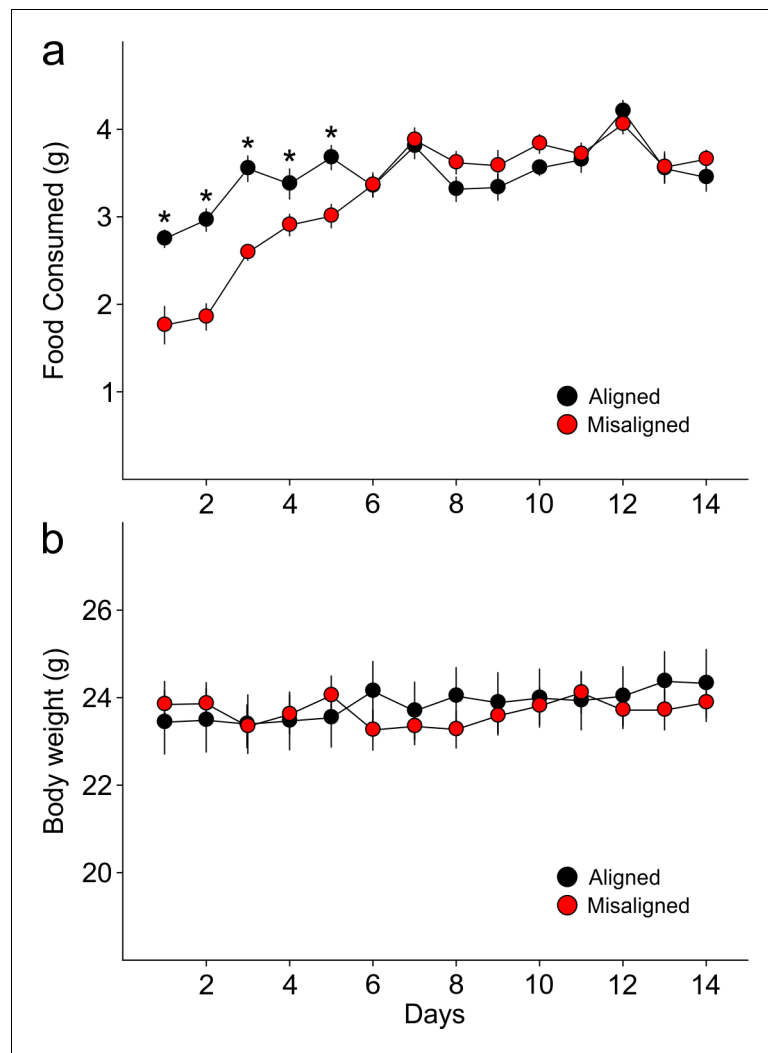 a
Food Consumed (g)
4
3
2
1
* * * * *
Aligned
Misaligned
2 4 6 8 10 12 14
b
Body weight (g)
26
24
22
20
Aligned
Misaligned
2 4 6 8 10 12 14
Days